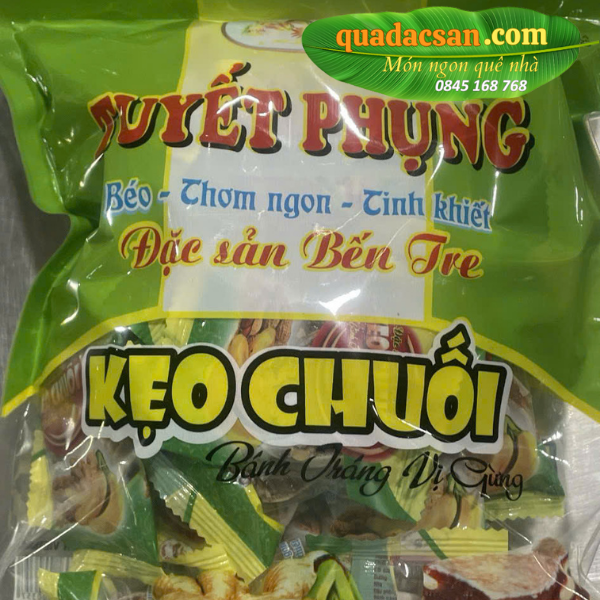 quadacsan.com
Món ngon quê nhà
0845 168 768
TUYẾT PHỤNG
Béo - Thơm ngon - Tinh khiết
Đặc sản Bến Tre
KẸO CHUỐI
Bánh Tráng Vị Gừng